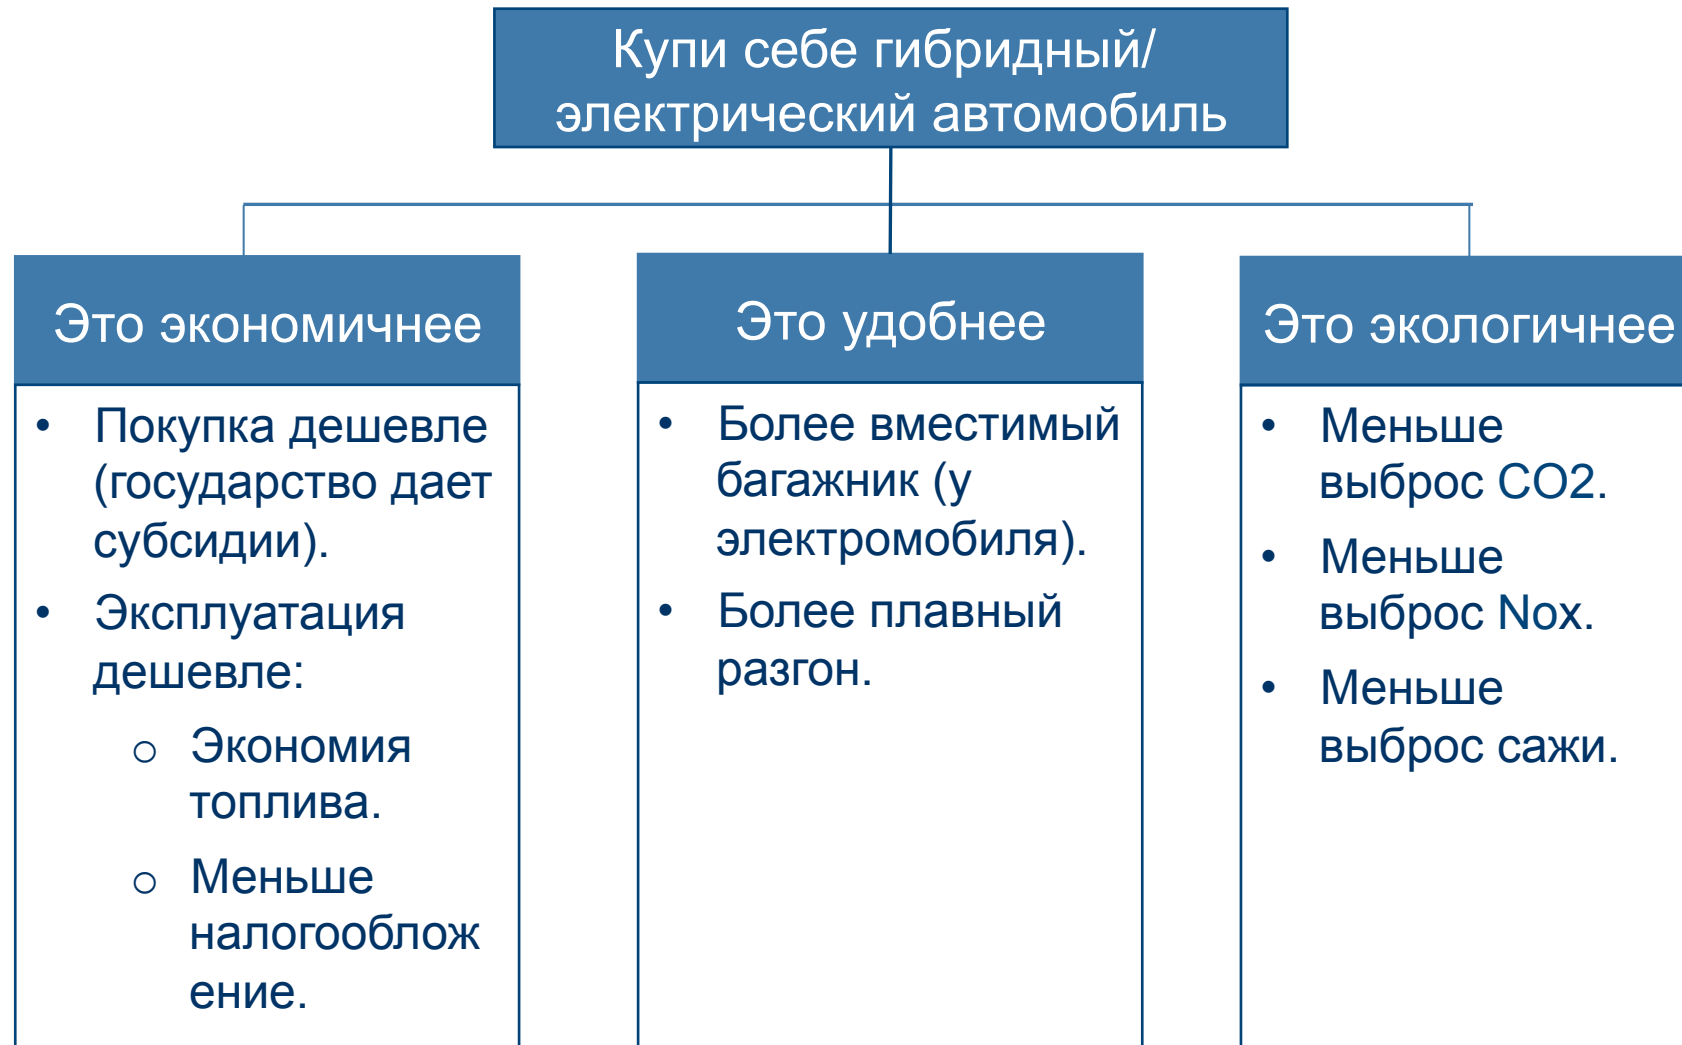 Купи себе гибридный/
электрический автомобиль
Это экономичнее
• Покупка дешевле
(государство дает
субсидии).
• Эксплуатация
дешевле:
o Экономия
топлива.
o Меньше
налогооблож
ение.
Это удобнее
• Более вместимый
багажник (у
электромобиля).
• Более плавный
разгон.
Это экологичнее
• Меньше
выброс CO2.
• Меньше
выброс Nox.
• Меньше
выброс сажи.